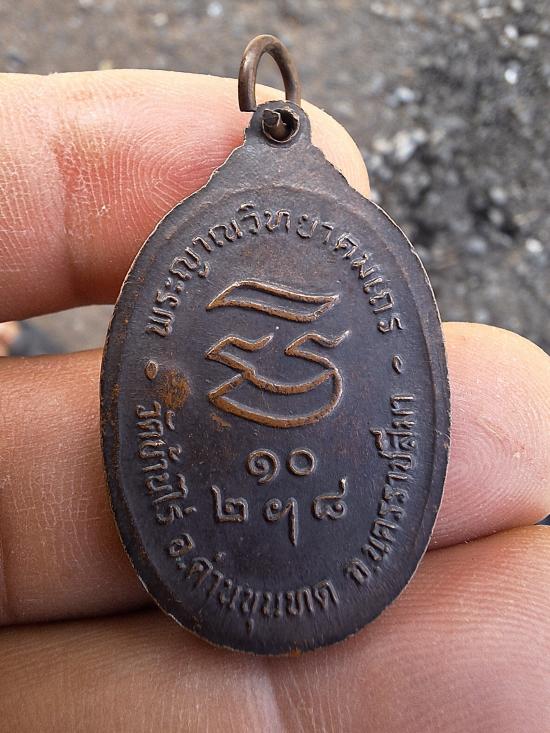 พระญาณวิทยาคมเถร
๑๐
๒ ๙ ๘
วัดบ้านไร่ อ.ด่านขุนทด จ.นครราชสีมา